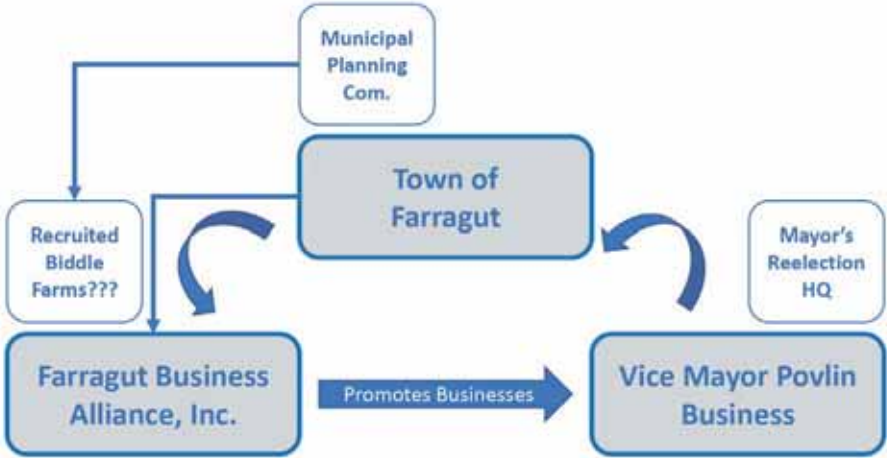 Municipal
Planning
Com.
Town of
Farragut
Recruited
Biddle
Farms???
Mayor's
Reelection
HQ
Farragut Business
Alliance, Inc.
Promotes Businesses
Vice Mayor Povlin
Business